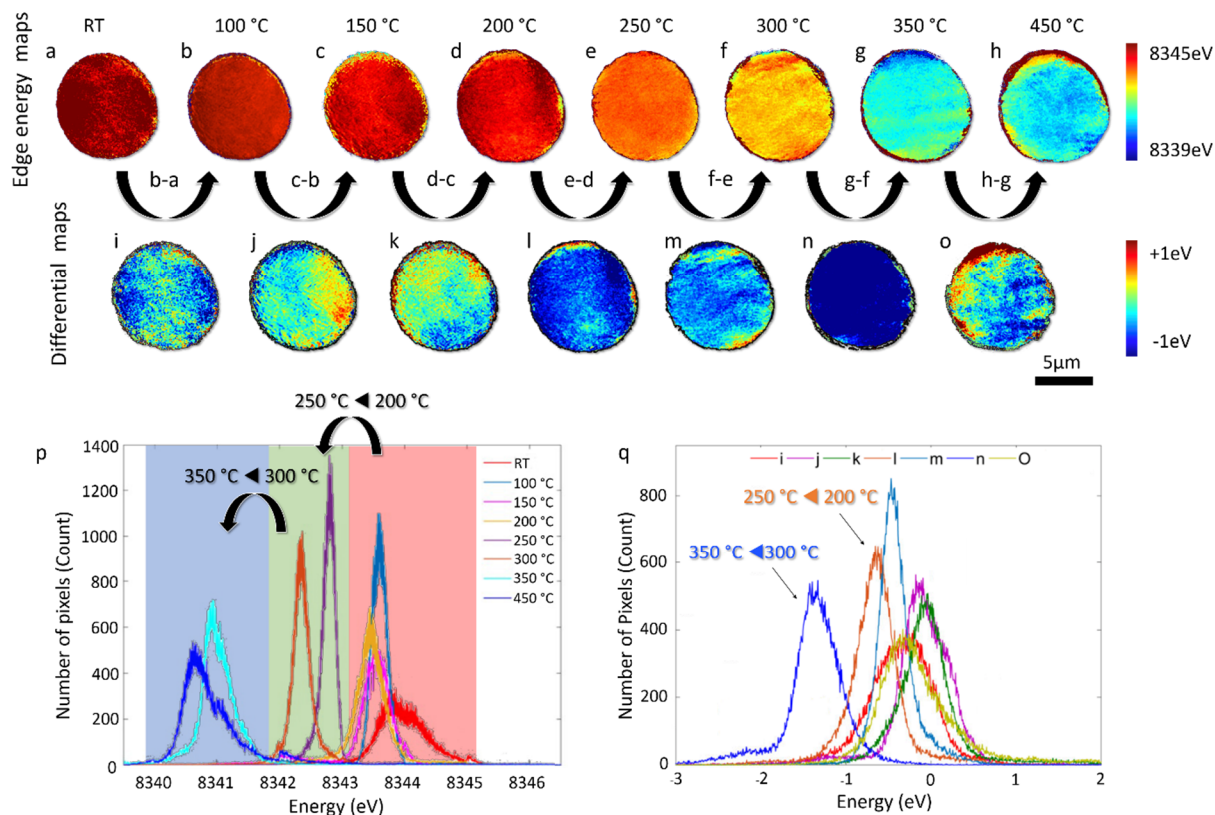 RT 100 °C 150 °C 200 °C 250 °C 300 °C 350 °C 450 °C
Edge energy maps
a b c d e f g h
8345eV
8339eV
b-a c-b d-c e-d f-e g-f h-g
Differential maps
i j k l m n o
+1eV
-1eV
5µm
250 °C ◀ 200 °C
p
350 °C ◀ 300 °C
Number of pixels (Count)
1400
1200
1000
800
600
400
200
0
8340 8341 8342 8343 8344 8345 8346
Energy (eV)
RT
100 °C
150 °C
200 °C
250 °C
300 °C
350 °C
450 °C
q
i j k l m n O
250 °C ◀ 200 °C
350 °C ◀300 °C
Number of Pixels (Count)
800
600
400
200
0
-3 -2 -1 0 1 2
Energy (eV)